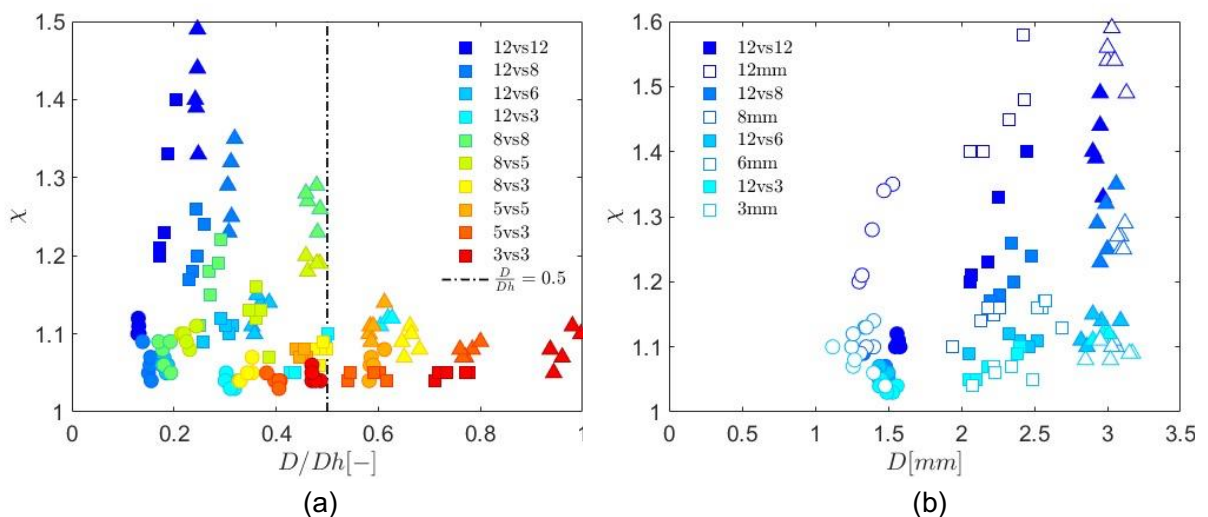 1.5
1.4
1.3
1.2
1.1
1
χ
0
0.2
0.4
0.6
0.8
1
D/Dh[−]
12vs12
12vs8
12vs6
12vs3
8vs8
8vs5
8vs3
5vs5
5vs3
3vs3
D/Dh = 0.5
(a)
1.6
1.5
1.4
1.3
1.2
1.1
1
χ
0
0.5
1
1.5
2
2.5
3
3.5
D[mm]
12vs12
12mm
12vs8
8mm
12vs6
6mm
12vs3
3mm
(b)